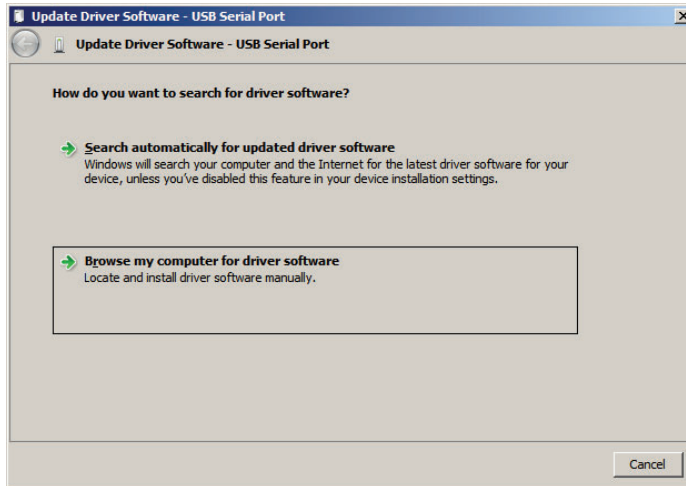 Update Driver Software - USB Serial Port
Update Driver Software - USB Serial Port
How do you want to search for driver software?
Search automatically for updated driver software
Windows will search your computer and the Internet for the latest driver software for your
device, unless you've disabled this feature in your device installation settings.
Browse my computer for driver software
Locate and install driver software manually.
Cancel